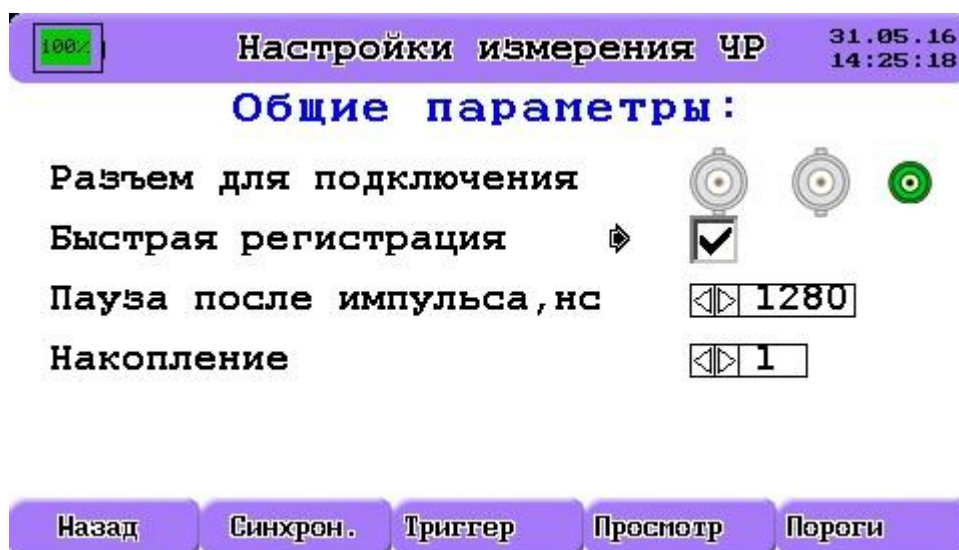 100%
Настройки измерения ЧР
31.05.16
14:25:18
Общие параметры:
Разъем для подключения
Быстрая регистрация
Пауза после импульса,нс 1280
Накопление 1
Назад Синхрон. Триггер Просмотр Пороги